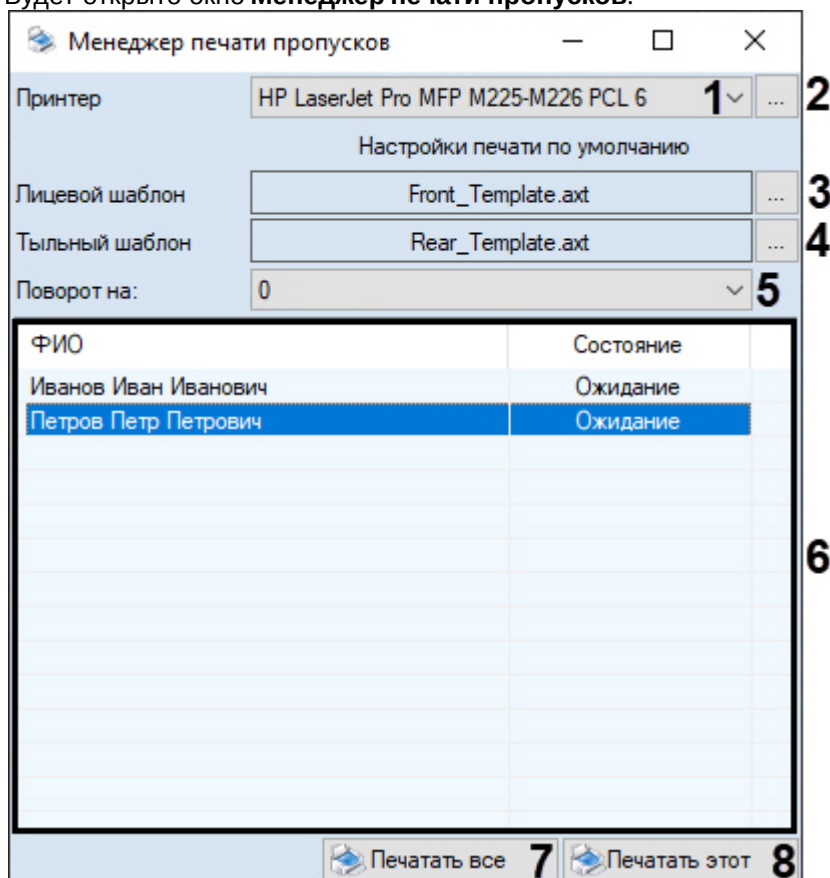 Будет открыто окно Менеджер печати пропусков.
Менеджер печати пропусков
Принтер HP LaserJet Pro MFP M225-M226 PCL 6 1 ... 2
Настройки печати по умолчанию
Лицевой шаблон Front_Template.axt ... 3
Тыльный шаблон Rear_Template.axt ... 4
Поворот на: 0 5
ФИО Состояние
Иванов Иван Иванович Ожидание
Петров Петр Петрович Ожидание
6
Печатать все 7 Печатать этот 8